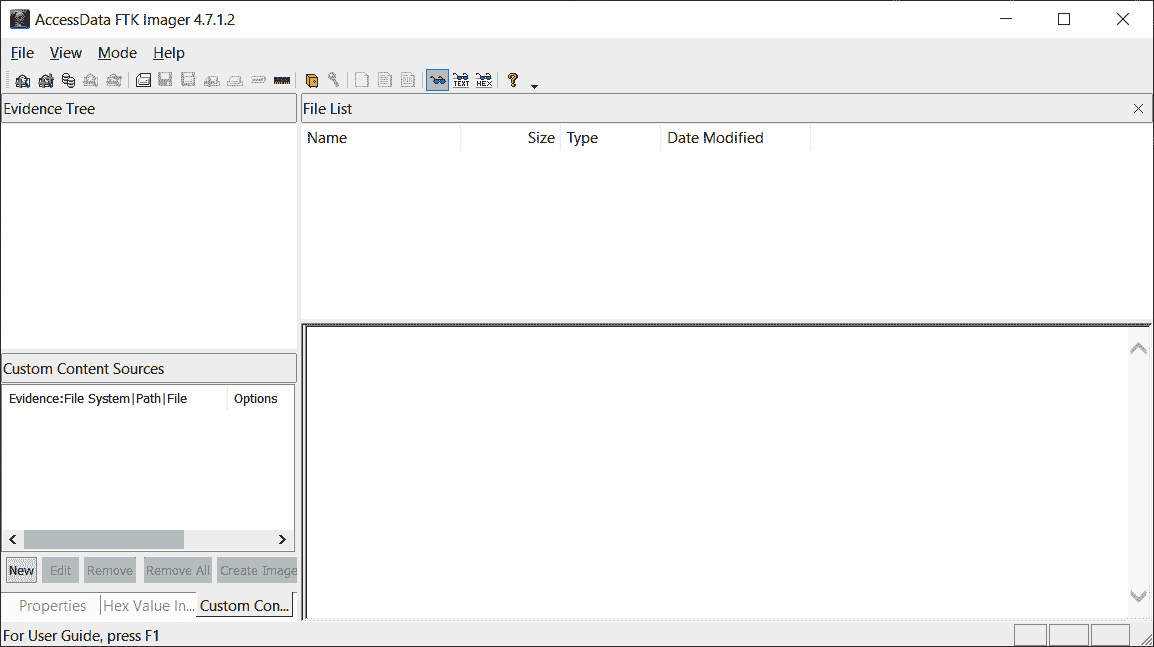 AccessData FTK Imager 4.7.1.2
File View Mode Help
TEXT HEX ?
Evidence Tree
File List
Name Size Type Date Modified
Custom Content Sources
Evidence:File System|Path|File Options
New Edit Remove Remove All Create Image
Properties Hex Value In... Custom Con...
For User Guide, press F1